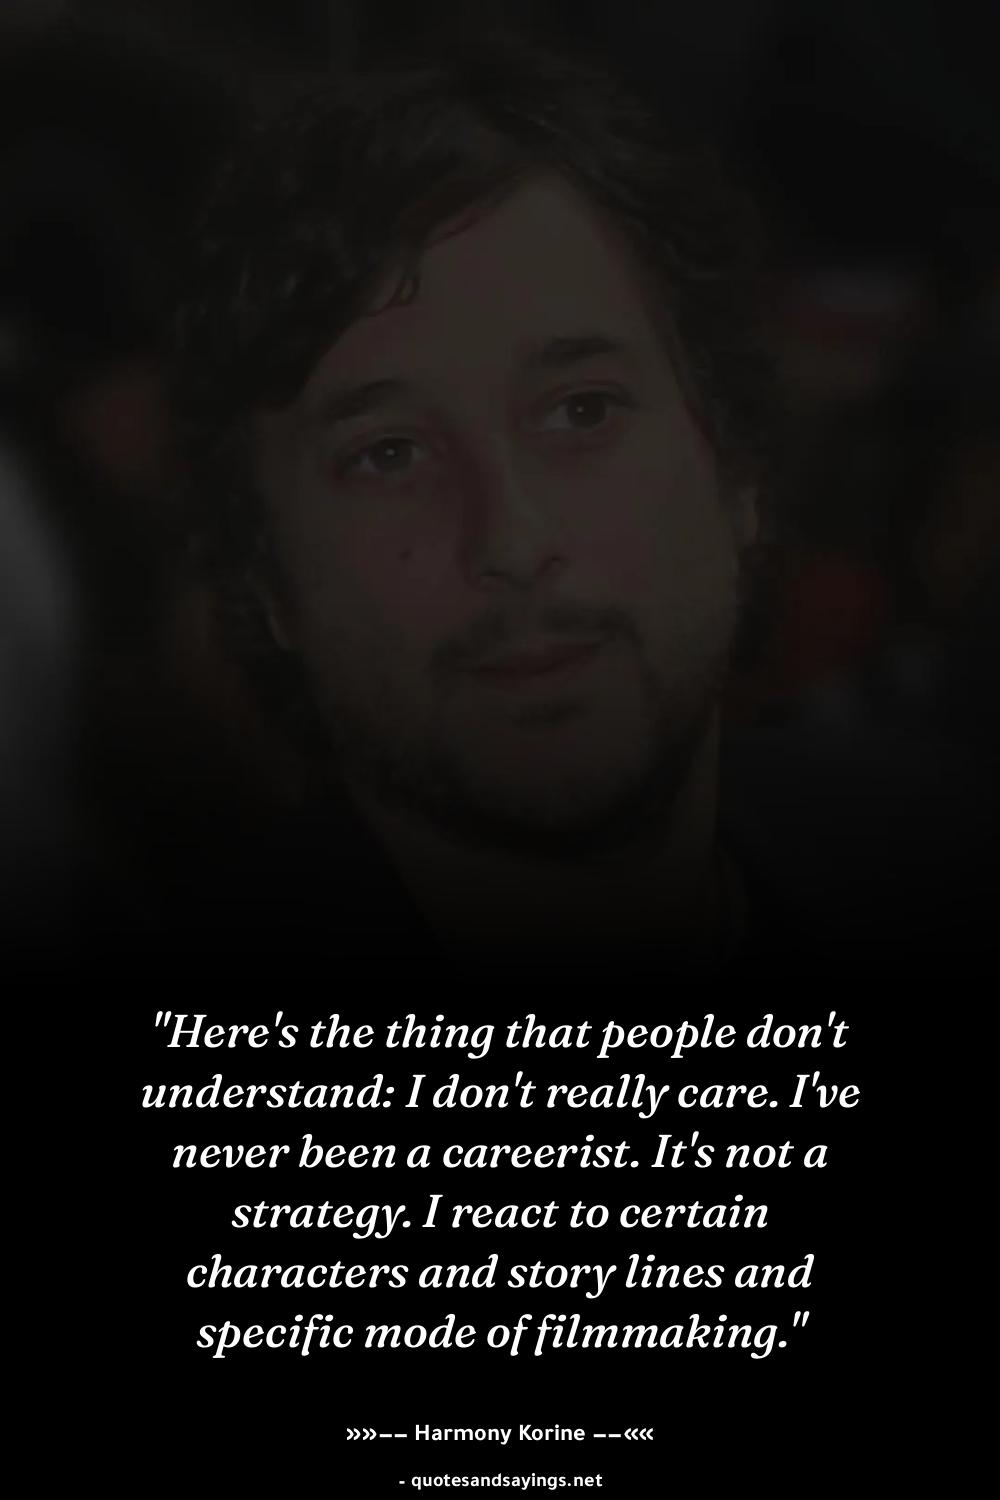 "Here's the thing that people don't
understand: I don't really care. I've
never been a careerist. It's not a
strategy. I react to certain
characters and story lines and
specific mode of filmmaking."
»»–– Harmony Korine ––««
- quotesandsayings.net